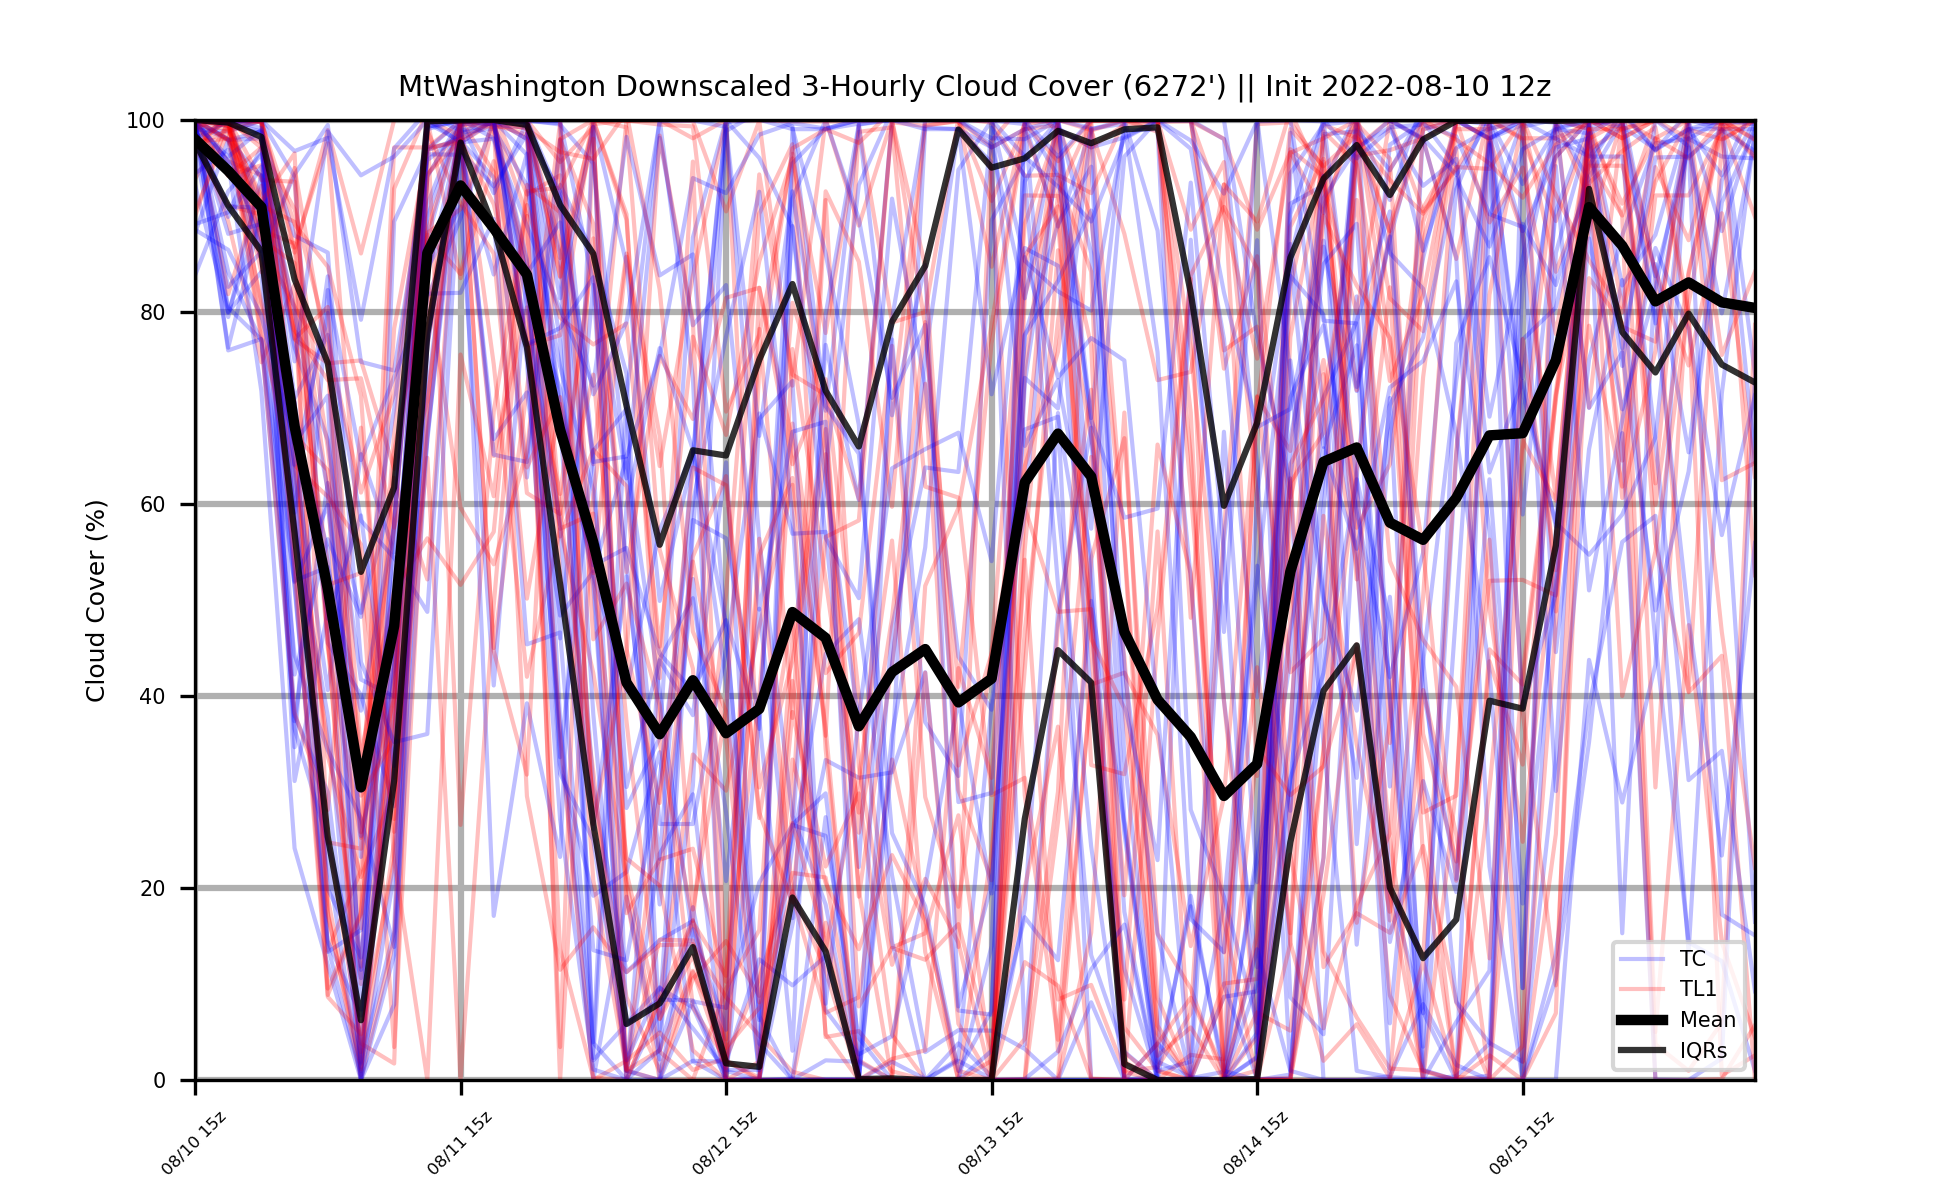 MtWashington Downscaled 3-Hourly Cloud Cover (6272') || Init 2022-08-10 12z
Cloud Cover (%)
100
80
60
40
20
0
08/10 15z
08/11 15z
08/12 15z
08/13 15z
08/14 15z
08/15 15z
TC
TL1
Mean
IQRs